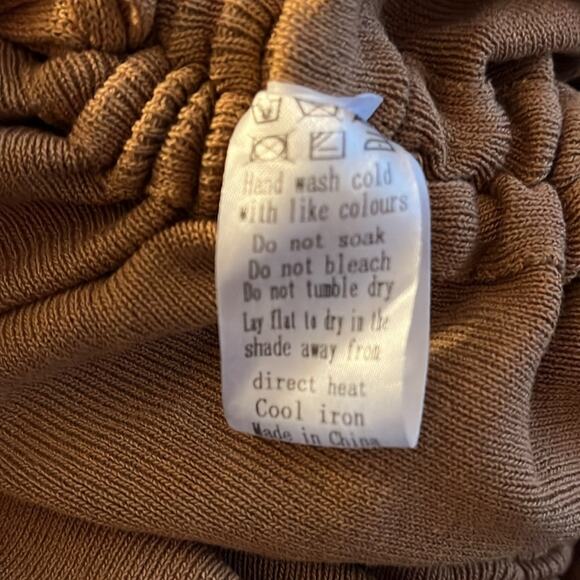 Hand wash cold
with like colours
Do not soak
Do not bleach
Do not tumble dry
Lay flat to dry in the
shade away from
direct heat
Cool iron
Made in China